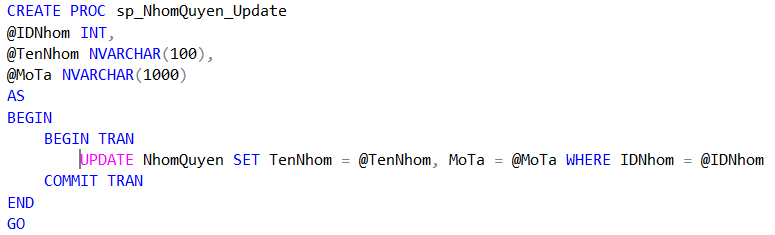 CREATE PROC sp_NhomQuyen_Update
@IDNhom INT,
@TenNhom NVARCHAR(100),
@MoTa NVARCHAR(1000)
AS
BEGIN
BEGIN TRAN
UPDATE NhomQuyen SET TenNhom = @TenNhom, MoTa = @MoTa WHERE IDNhom = @IDNhom
COMMIT TRAN
END
GO